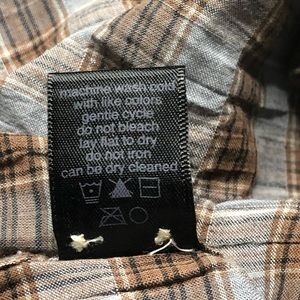 machine wash cold
with like colors
gentle cycle
do not bleach
lay flat to dry
do not iron
can be dry cleaned